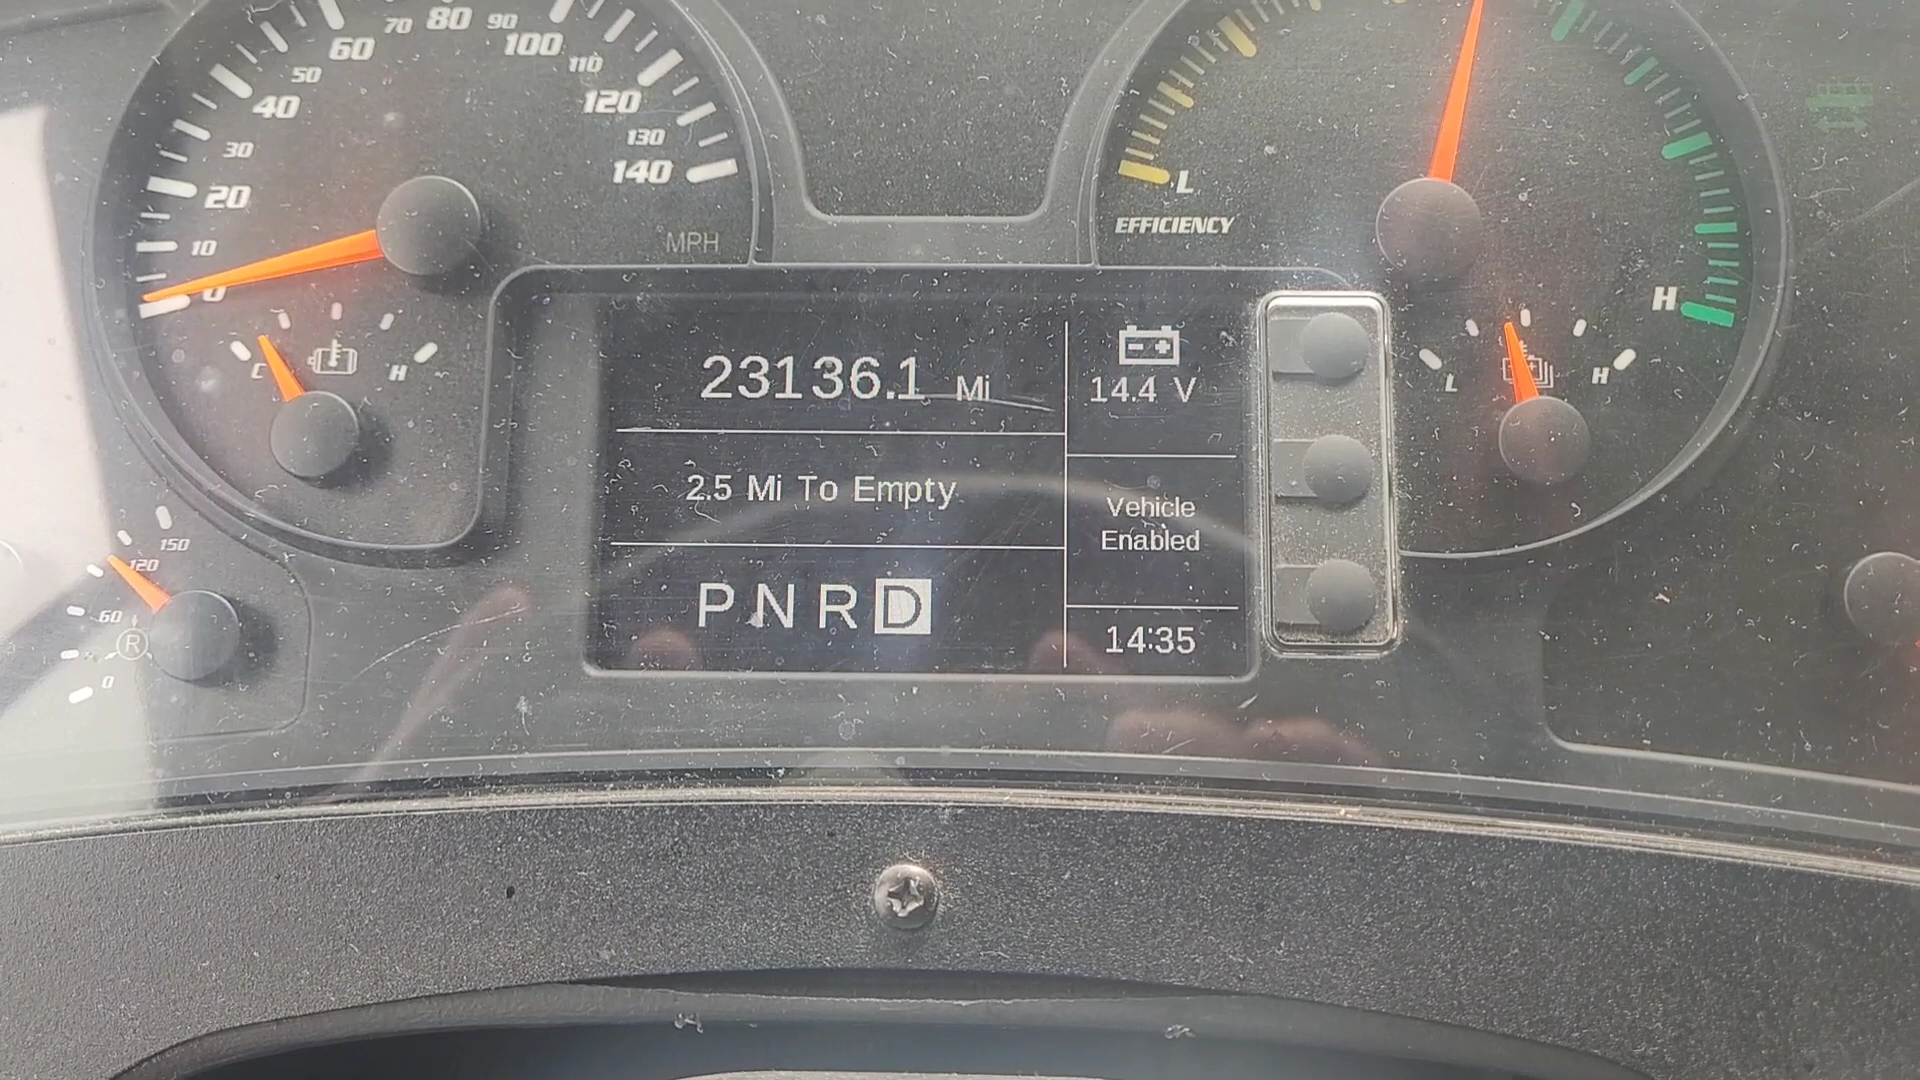 60 70 80 90 100
50 110
40 120
30 130
20 140
10
0
MPH
C H
L
EFFICIENCY
H
L H
23136.1 Mi
14.4 V
2.5 Mi To Empty
Vehicle
Enabled
P N R D
14:35
150
120
60
R
0